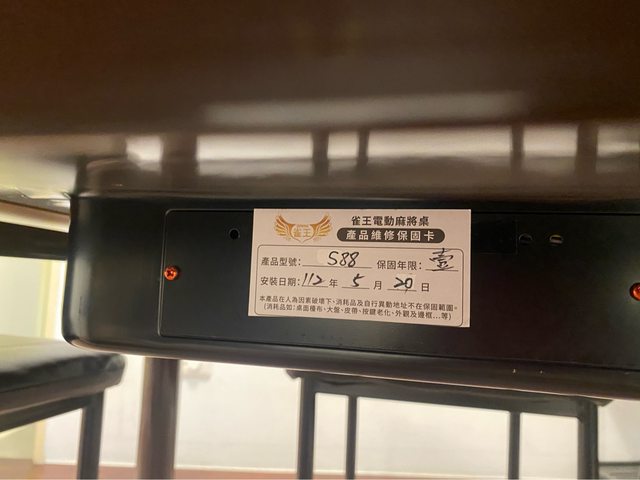 雀王
雀王電動麻將桌
產品維修保固卡
產品型號： S88 保固年限：壹
安裝日期：112 年 5 月 20 日
本產品在人為因素破壞下、消耗品及自行異動地址不在保固範圍。
(消耗品如：桌面檯布、大盤、皮帶、按鍵老化、外觀及邊框...等)